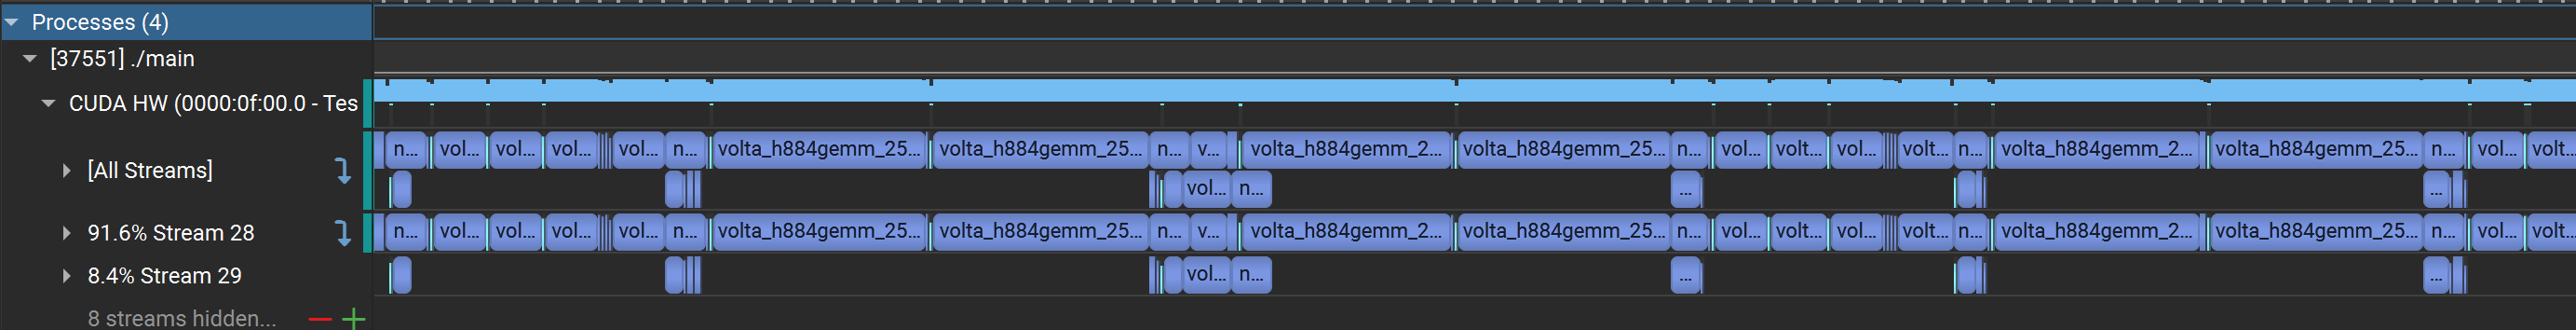 Processes (4)
[37551] ./main
CUDA HW (0000:0f:00.0 - Tes
[All Streams]
n... vol... vol... vol... vol... n... volta_h884gemm_25... volta_h884gemm_25... n... v... volta_h884gemm_2... volta_h884gemm_25... n... vol... volt... vol... volt... n... volta_h884gemm_2... volta_h884gemm_25... n... vol... volt...
vol... n... ... ...
91.6% Stream 28
n... vol... vol... vol... vol... n... volta_h884gemm_25... volta_h884gemm_25... n... v... volta_h884gemm_2... volta_h884gemm_25... n... vol... volt... vol... volt... n... volta_h884gemm_2... volta_h884gemm_25... n... vol... volt...
8.4% Stream 29
vol... n... ... ...
8 streams hidden...